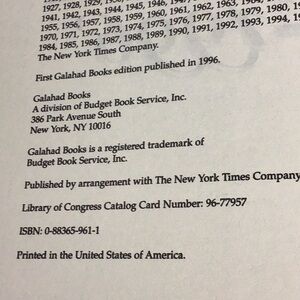 1927, 1928, 1929, 
1941, 1942, 1943, 1944, 1945, 1946,
1955, 1956, 1957, 1958, 1959, 1960, 1961, 1962, 1963,
1970, 1971, 1972, 1973, 1974, 1975, 1976, 1977, 1978, 1979, 1980,
1984, 1985, 1986, 1987, 1988, 1989, 1990, 1991, 1992, 1993, 1994,
The New York Times Company.
First Galahad Books edition published in 1996.
Galahad Books
A division of Budget Book Service, Inc.
386 Park Avenue South
New York, NY 10016
Galahad Books is a registered trademark of
Budget Book Service, Inc.
Published by arrangement with The New York Times Company
Library of Congress Catalog Card Number: 96-77957
ISBN: 0-88365-961-1
Printed in the United States of America.